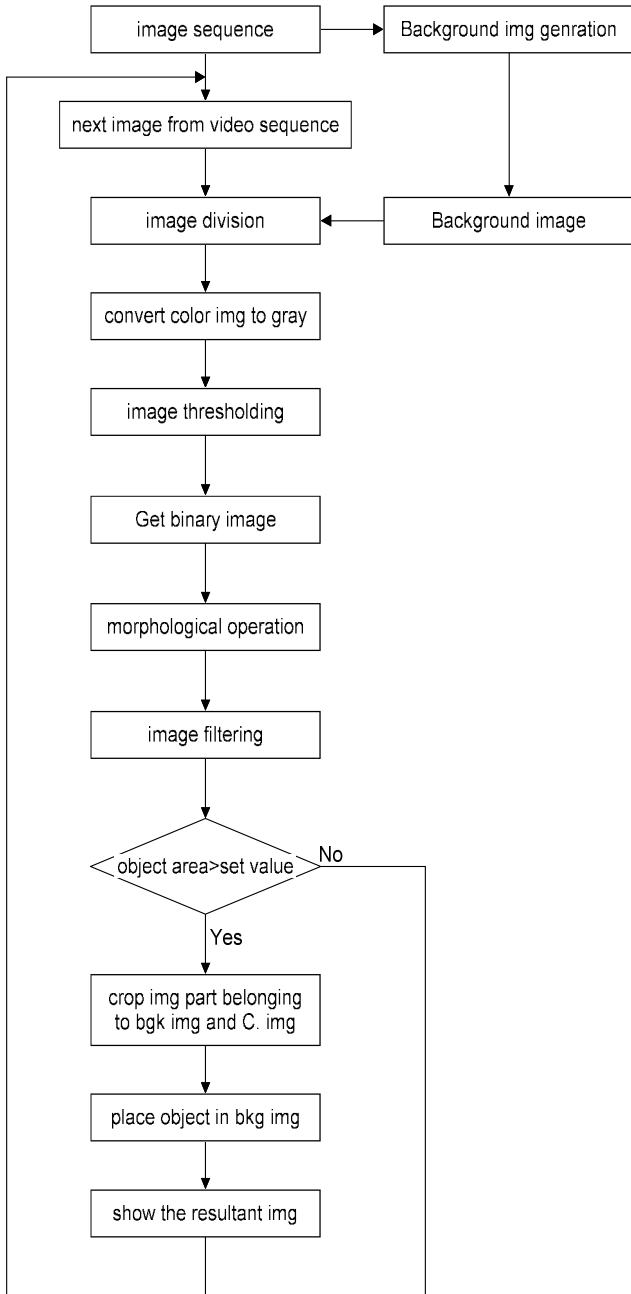 image sequence
Background img genration
next image from video sequence
image division
Background image
convert color img to gray
image thresholding
Get binary image
morphological operation
image filtering
object area>set value
No
Yes
crop img part belonging
to bgk img and C. img
place object in bkg img
show the resultant img